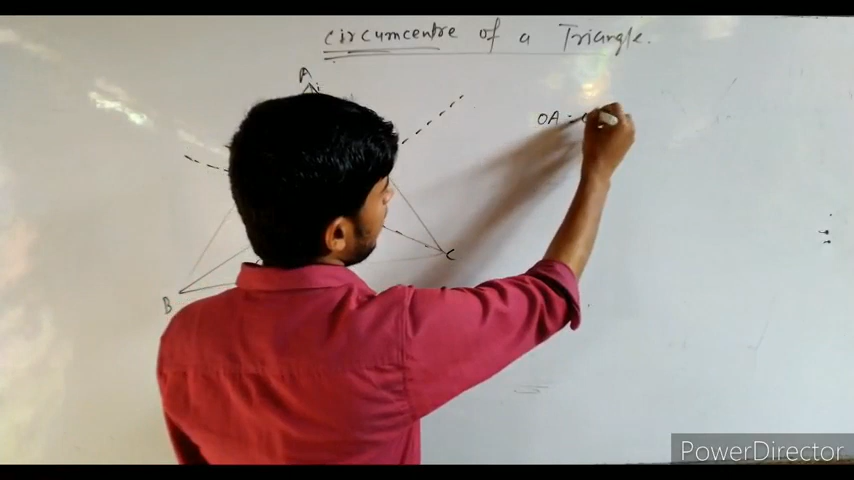 circumcentre of a Triangle.
A
OA =
C
B
PowerDirector